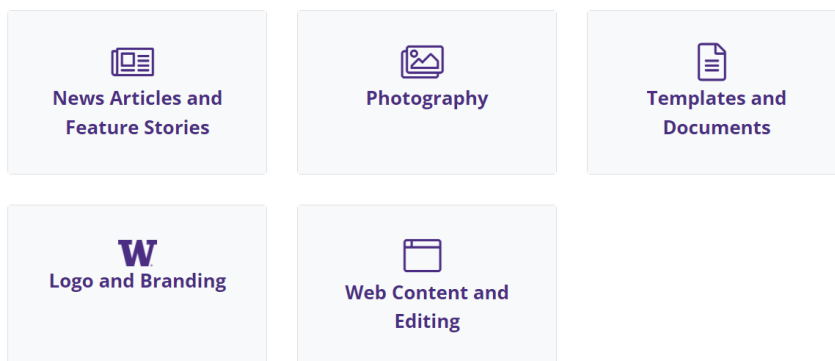 News Articles and
Feature Stories
Photography
Templates and
Documents
W
Logo and Branding
Web Content and
Editing